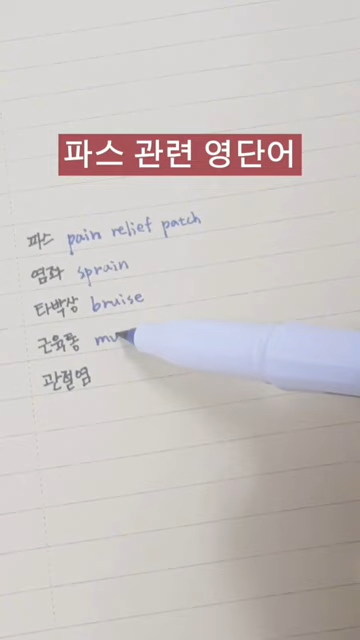 파스 관련 영단어
파스 pain relief patch
염좌 sprain
타박상 bruise
근육통 mu
관절염